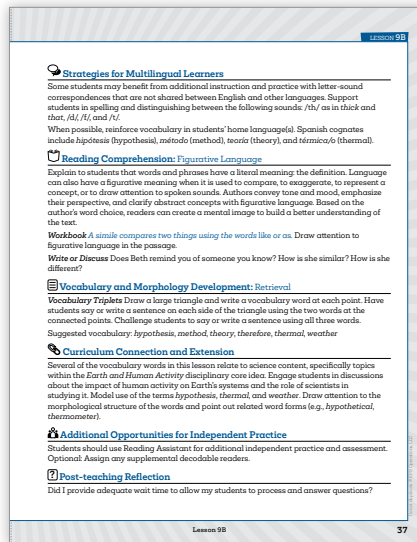 LESSON 9B
Strategies for Multilingual Learners
Some students may benefit from additional instruction and practice with letter-sound
correspondences that are not shared between English and other languages. Support
students in spelling and distinguishing between the following sounds: /th/ as in thick and
that, /d/, /f/, and /t/.
When possible, reinforce vocabulary in students' home language(s). Spanish cognates
include hipótesis (hypothesis), método (method), teoría (theory), and térmica/o (thermal).
Reading Comprehension: Figurative Language
Explain to students that words and phrases have a literal meaning: the definition. Language
can also have a figurative meaning when it is used to compare, to exaggerate, to represent a
concept, or to draw attention to spoken sounds. Authors convey tone and mood, emphasize
their perspective, and clarify abstract concepts with figurative language. Based on the
author's word choice, readers can create a mental image to build a better understanding of
the text.
Workbook A simile compares two things using the words like or as. Draw attention to
figurative language in the passage.
Write or Discuss Does Beth remind you of someone you know? How is she similar? How is she
different?
Vocabulary and Morphology Development: Retrieval
Vocabulary Triplets Draw a large triangle and write a vocabulary word at each point. Have
students say or write a sentence on each side of the triangle using the two words at the
connected points. Challenge students to say or write a sentence using all three words.
Suggested vocabulary: hypothesis, method, theory, therefore, thermal, weather
Curriculum Connection and Extension
Several of the vocabulary words in this lesson relate to science content, specifically topics
within the Earth and Human Activity disciplinary core idea. Engage students in discussions
about the impact of human activity on Earth's systems and the role of scientists in
studying it. Model use of the terms hypothesis, thermal, and weather. Draw attention to the
morphological structure of the words and point out related word forms (e.g., hypothetical,
thermometer).
Additional Opportunities for Independent Practice
Students should use Reading Assistant for additional independent practice and assessment.
Optional: Assign any supplemental decodable readers.
Post-teaching Reflection
Did I provide adequate wait time to allow my students to process and answer questions?
Lesson 9B
37